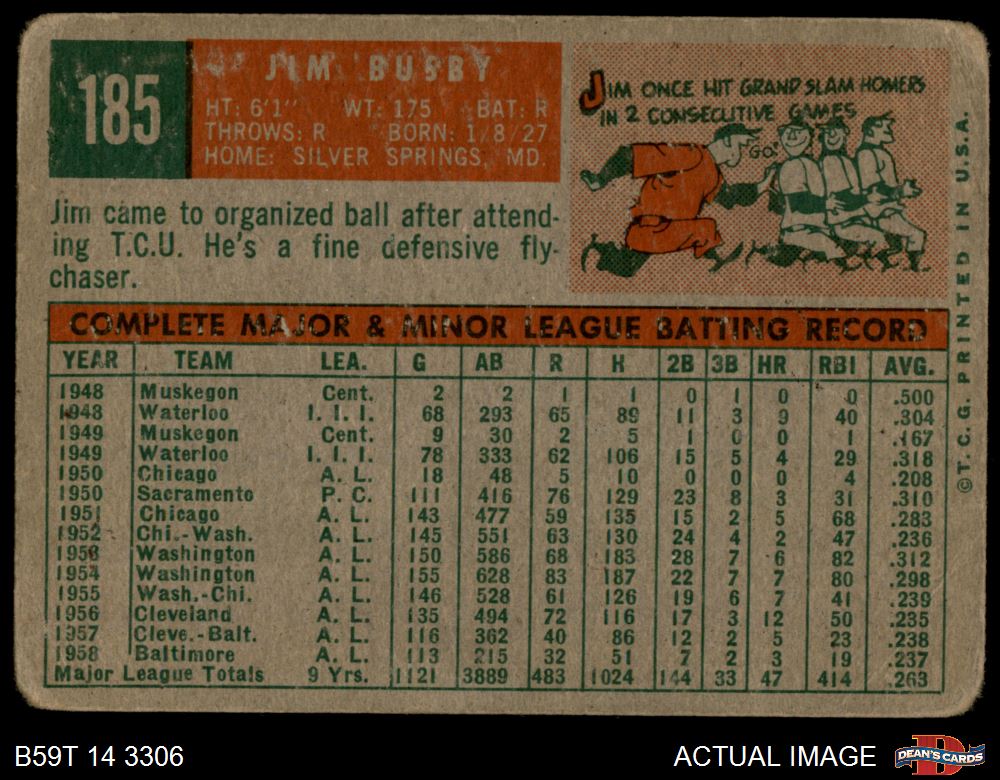 185
JIM BUSBY
HT: 6'1" WT: 175 BAT: R
THROWS: R BORN: 1/8/27
HOME: SILVER SPRINGS, MD.
JIM ONCE HIT GRAND SLAM HOMERS
IN 2 CONSECUTIVE GAMES
GO!
Jim came to organized ball after attend-
ing T.C.U. He's a fine defensive fly-
chaser.
COMPLETE MAJOR & MINOR LEAGUE BATTING RECORD
YEAR TEAM LEA. G AB R H 2B 3B HR RBI AVG.
1948 Muskegon Cent. 2 2 1 1 0 1 0 0 .500
1948 Waterloo I. I. I. 68 293 65 89 11 3 9 40 .304
1949 Muskegon Cent. 9 30 2 5 1 0 0 1 .167
1949 Waterloo I. I. I. 78 333 62 106 15 5 4 29 .318
1950 Chicago A. L. 18 48 5 10 0 0 0 4 .208
1950 Sacramento P. C. 111 416 76 129 23 8 3 31 .310
1951 Chicago A. L. 143 477 59 135 15 2 5 68 .283
1952 Chi.-Wash. A. L. 145 551 63 130 24 4 2 47 .236
1953 Washington A. L. 150 586 68 183 28 7 6 82 .312
1954 Washington A. L. 155 628 83 187 22 7 7 80 .298
1955 Wash.-Chi. A. L. 146 528 61 126 19 6 7 41 .239
1956 Cleveland A. L. 135 494 72 116 17 3 12 50 .235
1957 Cleve.-Balt. A. L. 116 362 40 86 12 2 5 23 .238
1958 Baltimore A. L. 113 215 32 51 7 2 3 19 .237
Major League Totals 9 Yrs. 1121 3889 483 1024 144 33 47 414 .263
©T.C.G. PRINTED IN U.S.A.
B59T 14 3306
ACTUAL IMAGE
D
DEAN'S CARDS